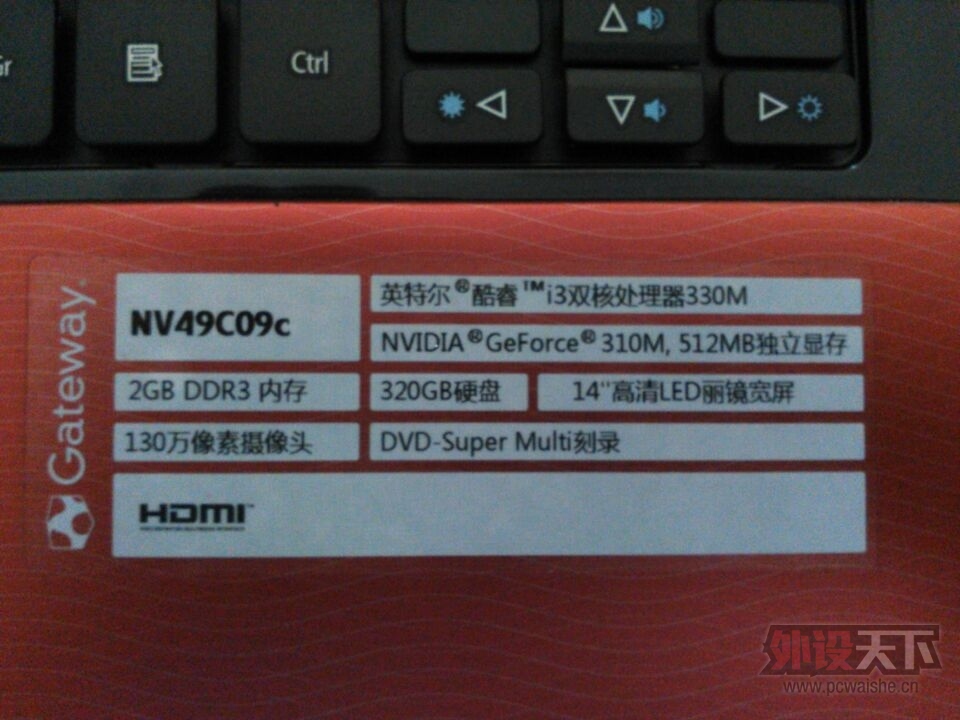 Gr
Ctrl
Gateway
NV49C09c
英特尔®酷睿™i3双核处理器330M
NVIDIA®GeForce®310M, 512MB独立显存
2GB DDR3 内存
320GB硬盘
14"高清LED丽镜宽屏
130万像素摄像头
DVD-Super Multi刻录
HDMI™
外设天下
www.pcwaishe.cn